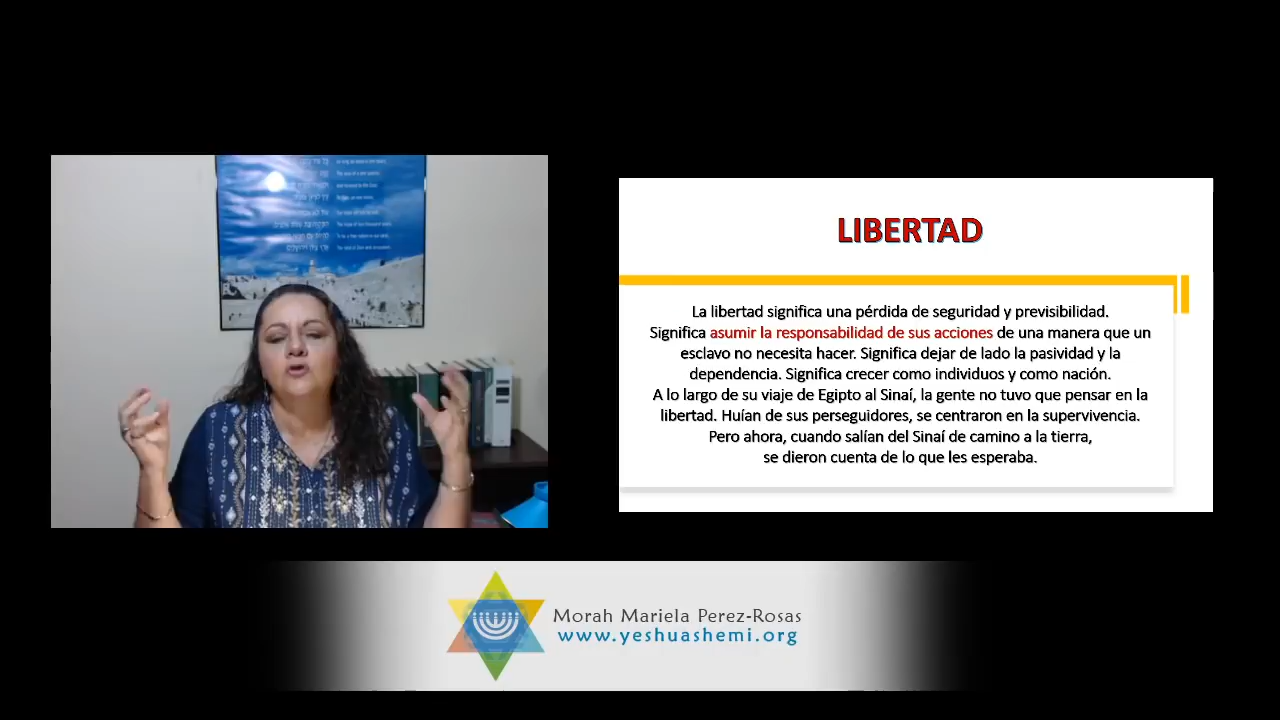 LIBERTAD
La libertad significa una pérdida de seguridad y previsibilidad.
Significa asumir la responsabilidad de sus acciones de una manera que un
esclavo no necesita hacer. Significa dejar de lado la pasividad y la
dependencia. Significa crecer como individuos y como nación.
A lo largo de su viaje de Egipto al Sinaí, la gente no tuvo que pensar en la
libertad. Huían de sus perseguidores, se centraron en la supervivencia.
Pero ahora, cuando salían del Sinaí de camino a la tierra,
se dieron cuenta de lo que les esperaba.
Morah Mariela Perez-Rosas
www.yeshuashemi.org